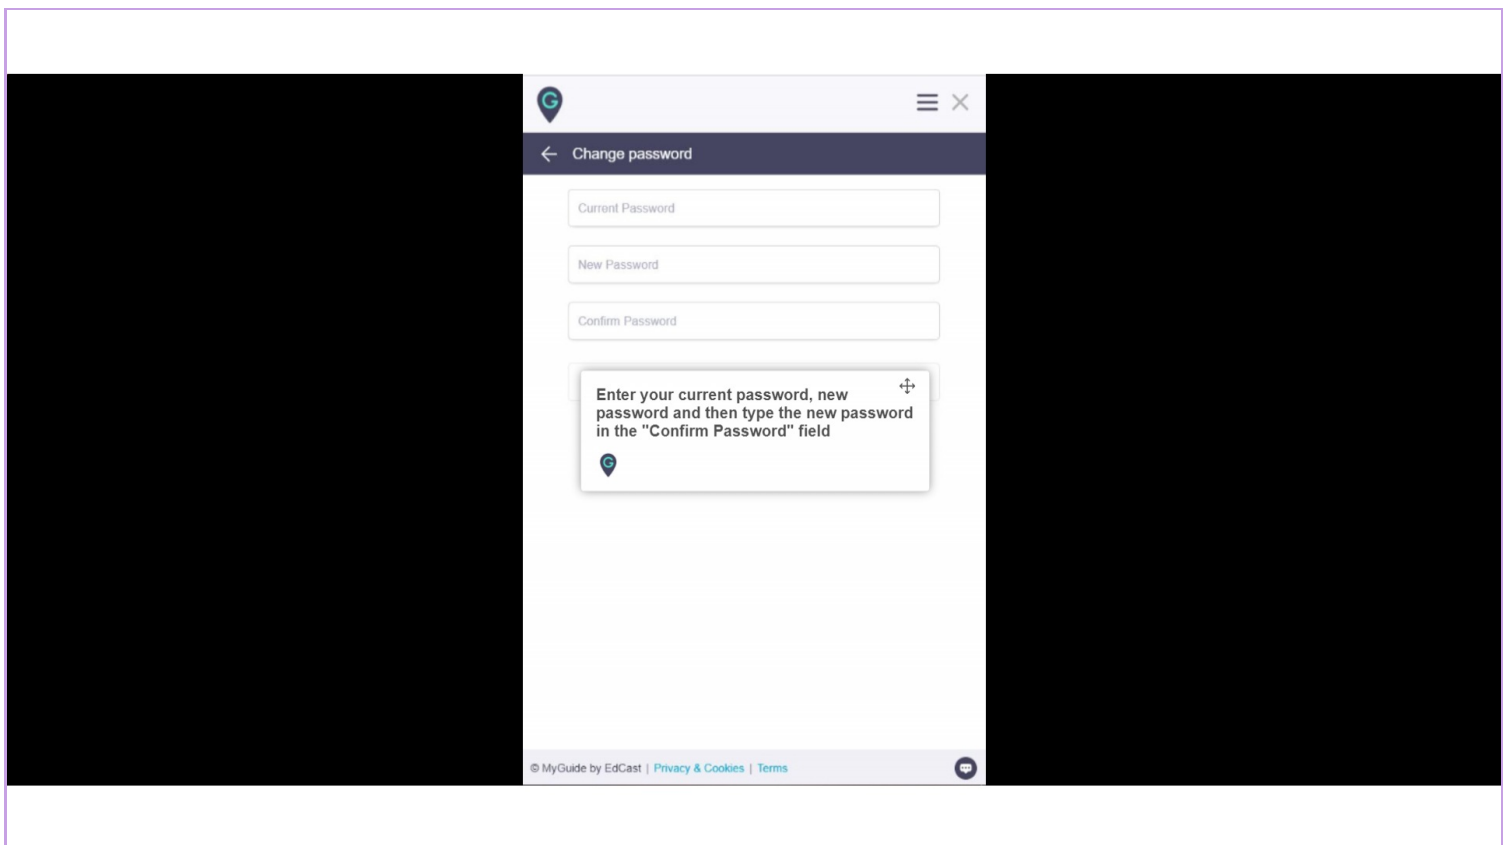 G
Change password
Current Password
New Password
Confirm Password
Enter your current password, new
password and then type the new password
in the "Confirm Password" field
G
© MyGuide by EdCast | Privacy & Cookies | Terms